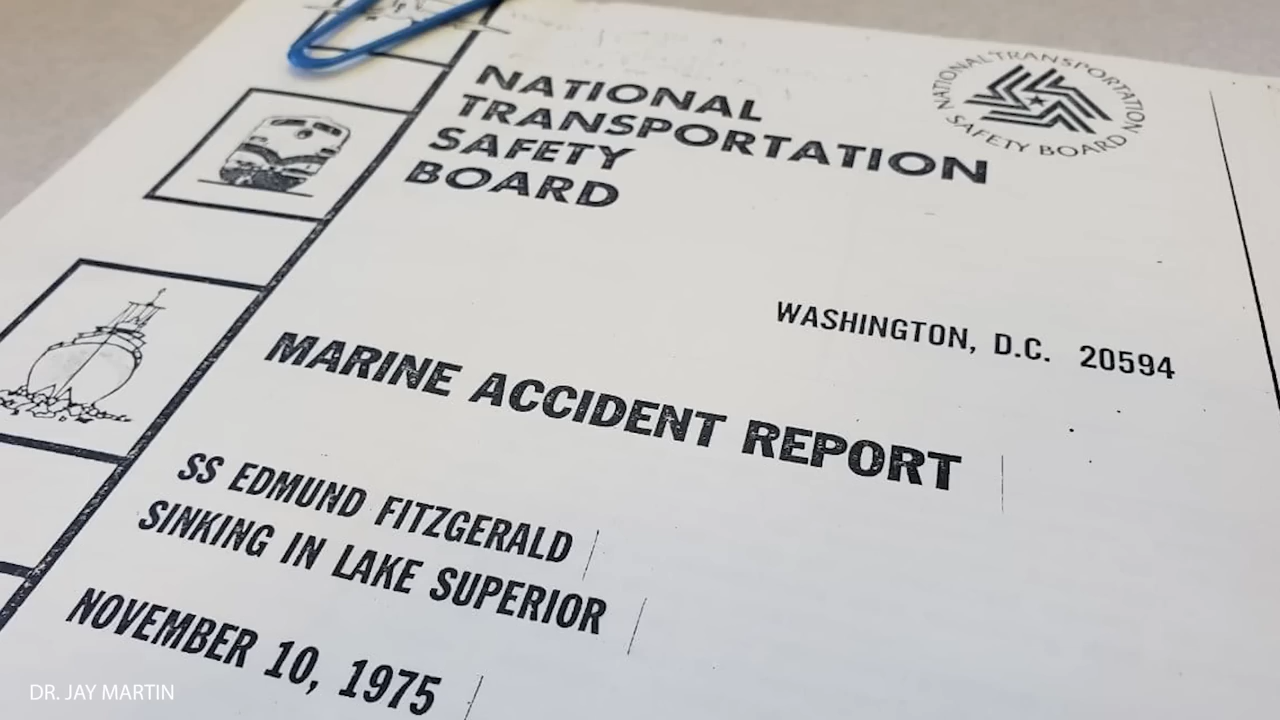 NATIONAL
TRANSPORTATION
SAFETY
BOARD
NATIONAL TRANSPORTATION
SAFETY BOARD
WASHINGTON, D.C. 20594
MARINE ACCIDENT REPORT
SS EDMUND FITZGERALD
SINKING IN LAKE SUPERIOR
NOVEMBER 10, 1975
DR. JAY MARTIN